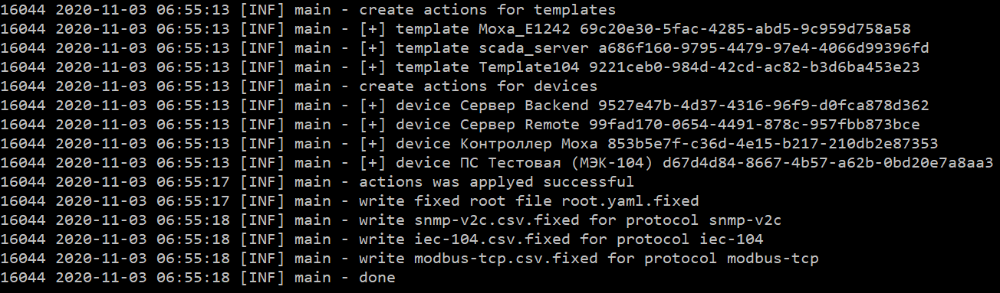 16044 2020-11-03 06:55:13 [INF] main - create actions for templates
16044 2020-11-03 06:55:13 [INF] main - [+] template Moxa_E1242 69c20e30-5fac-4285-abd5-9c959d758a58
16044 2020-11-03 06:55:13 [INF] main - [+] template scada_server a686f160-9795-4479-97e4-4066d99396fd
16044 2020-11-03 06:55:13 [INF] main - [+] template Template104 9221ceb0-984d-42cd-ac82-b3d6ba453e23
16044 2020-11-03 06:55:13 [INF] main - create actions for devices
16044 2020-11-03 06:55:13 [INF] main - [+] device Сервер Backend 9527e47b-4d37-4316-96f9-d0fca878d362
16044 2020-11-03 06:55:13 [INF] main - [+] device Сервер Remote 99fad170-0654-4491-878c-957fbb873bce
16044 2020-11-03 06:55:13 [INF] main - [+] device Контроллер Moxa 853b5e7f-c36d-4e15-b217-210db2e87353
16044 2020-11-03 06:55:13 [INF] main - [+] device ПС Тестовая (МЭК-104) d67d4d84-8667-4b57-a62b-0bd20e7a8aa3
16044 2020-11-03 06:55:17 [INF] main - actions was applyed successful
16044 2020-11-03 06:55:17 [INF] main - write fixed root file root.yaml.fixed
16044 2020-11-03 06:55:18 [INF] main - write snmp-v2c.csv.fixed for protocol snmp-v2c
16044 2020-11-03 06:55:18 [INF] main - write iec-104.csv.fixed for protocol iec-104
16044 2020-11-03 06:55:18 [INF] main - write modbus-tcp.csv.fixed for protocol modbus-tcp
16044 2020-11-03 06:55:18 [INF] main - done